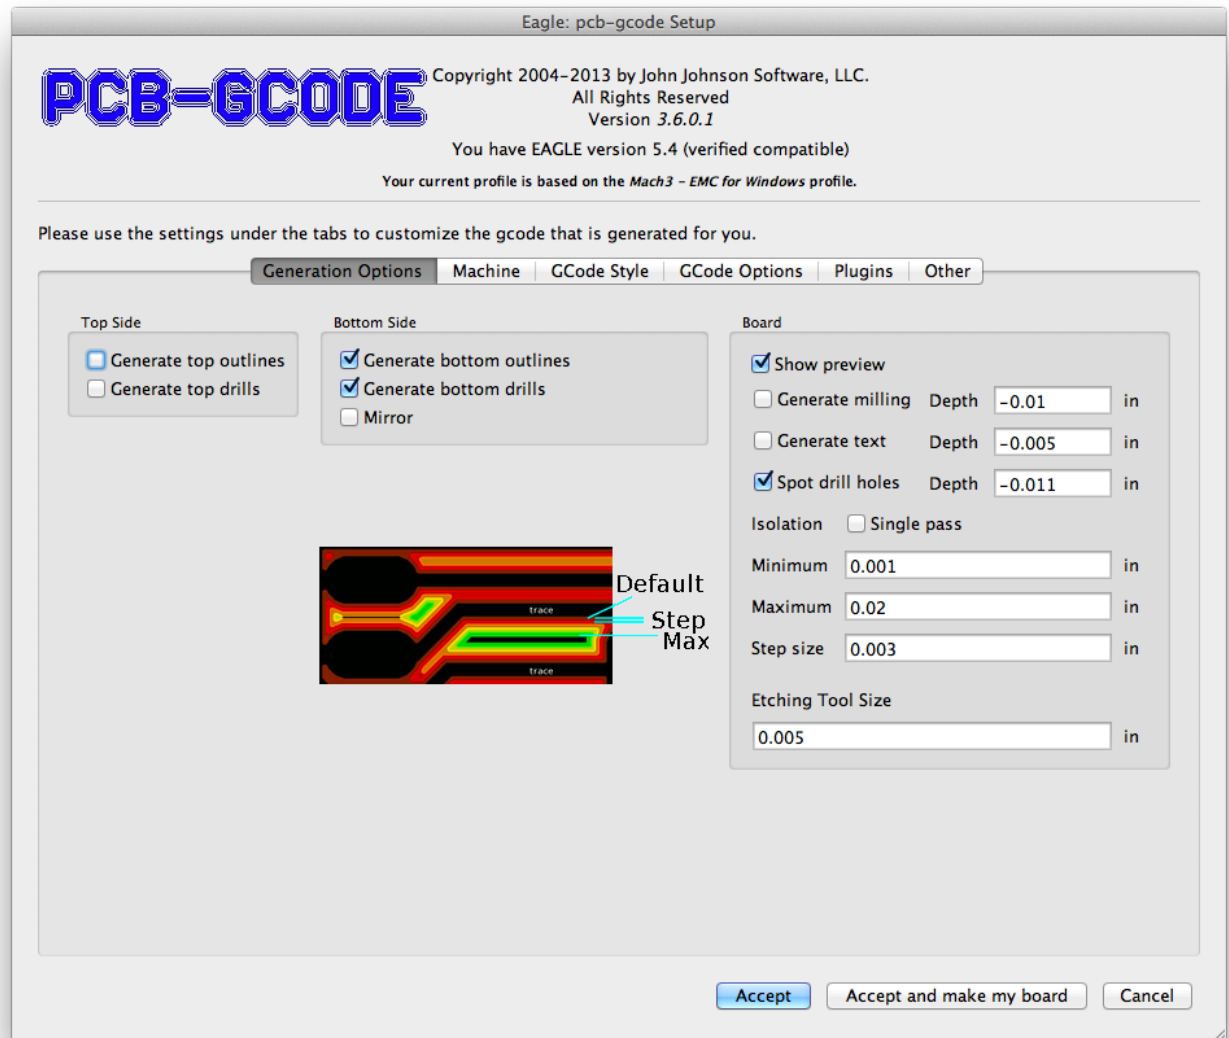 Eagle: pcb-gcode Setup
PCB-GCODE
Copyright 2004-2013 by John Johnson Software, LLC.
All Rights Reserved
Version 3.6.0.1
You have EAGLE version 5.4 (verified compatible)
Your current profile is based on the Mach3 - EMC for Windows profile.
Please use the settings under the tabs to customize the gcode that is generated for you.
Generation Options Machine GCode Style GCode Options Plugins Other
Top Side
Generate top outlines
Generate top drills
Bottom Side
Generate bottom outlines
Generate bottom drills
Mirror
Board
Show preview
Generate milling Depth -0.01 in
Generate text Depth -0.005 in
Spot drill holes Depth -0.011 in
Isolation Single pass
Minimum 0.001 in
Maximum 0.02 in
Step size 0.003 in
Etching Tool Size
0.005 in
Default
trace
Step
Max
trace
Accept Accept and make my board Cancel